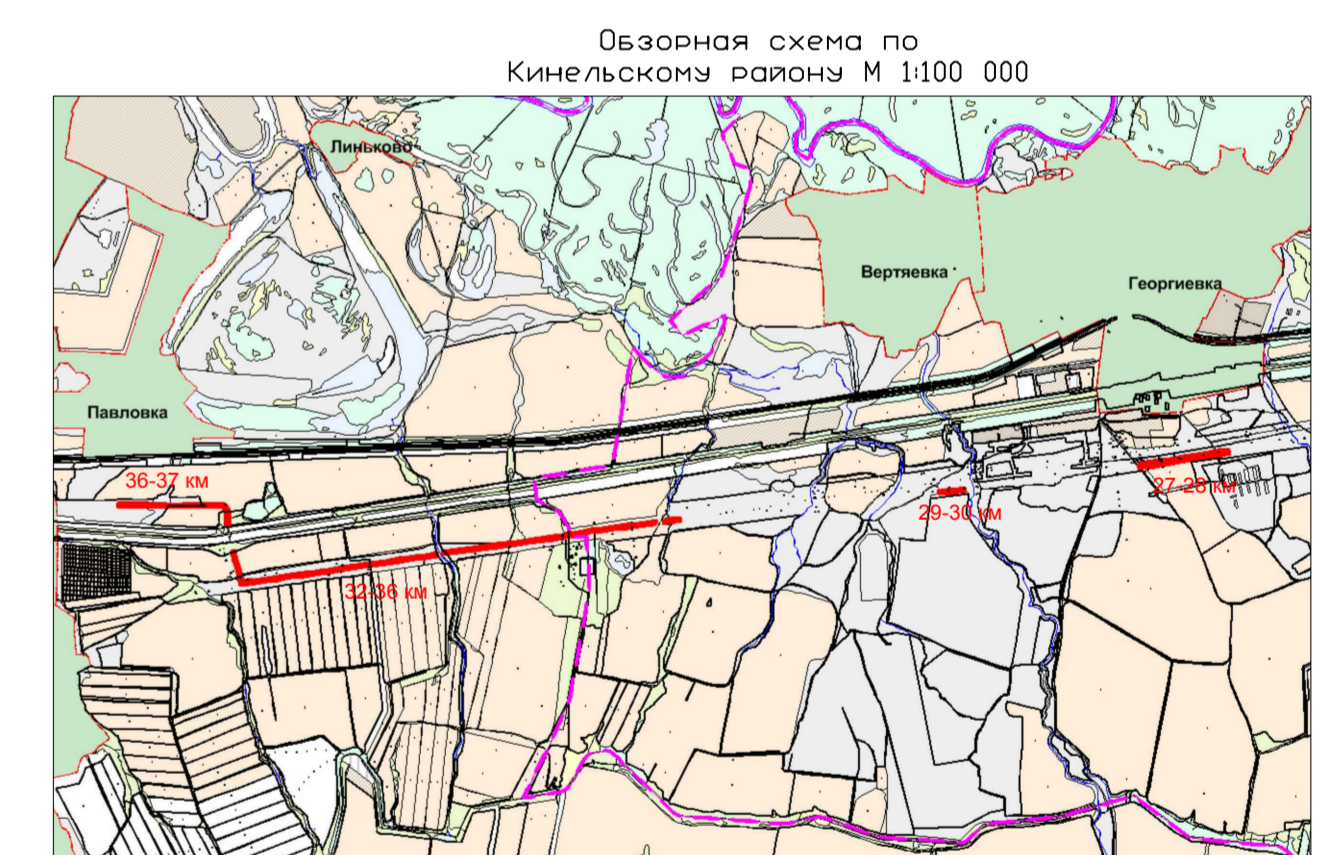 Обзорная схема по
Кинельскому району М 1:100 000
Линьково
Вертяевка
Георгиевка
Павловка
36-37 км
27-28 км
29-30 км
32-36 км